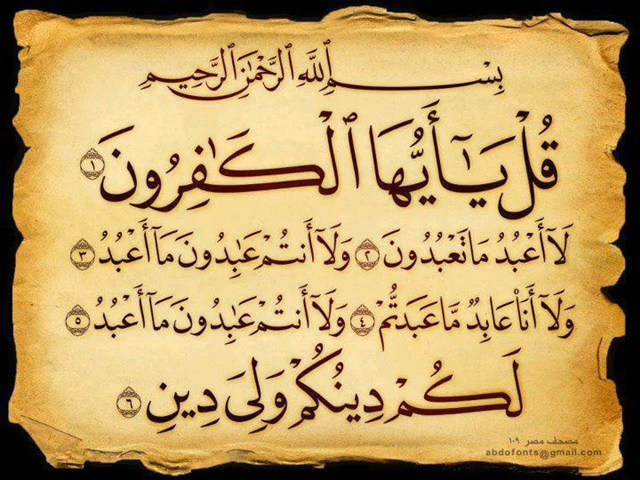 بِسْمِ ٱللَّهِ ٱلرَّحْمَٰنِ ٱلرَّحِيمِ
قُلْ يَٰٓأَيُّهَا ٱلْكَٰفِرُونَ ١
لَآ أَعْبُدُ مَا تَعْبُدُونَ ٢ وَلَآ أَنتُمْ عَٰبِدُونَ مَآ أَعْبُدُ ٣
وَلَآ أَنَا۠ عَابِدٌ مَّا عَبَدتُّمْ ٤ وَلَآ أَنتُمْ عَٰبِدُونَ مَآ أَعْبُدُ ٥
لَكُمْ دِينُكُمْ وَلِىَ دِينِ ٦
مصحف مصر ١٠٩
abdofonts@gmail.com